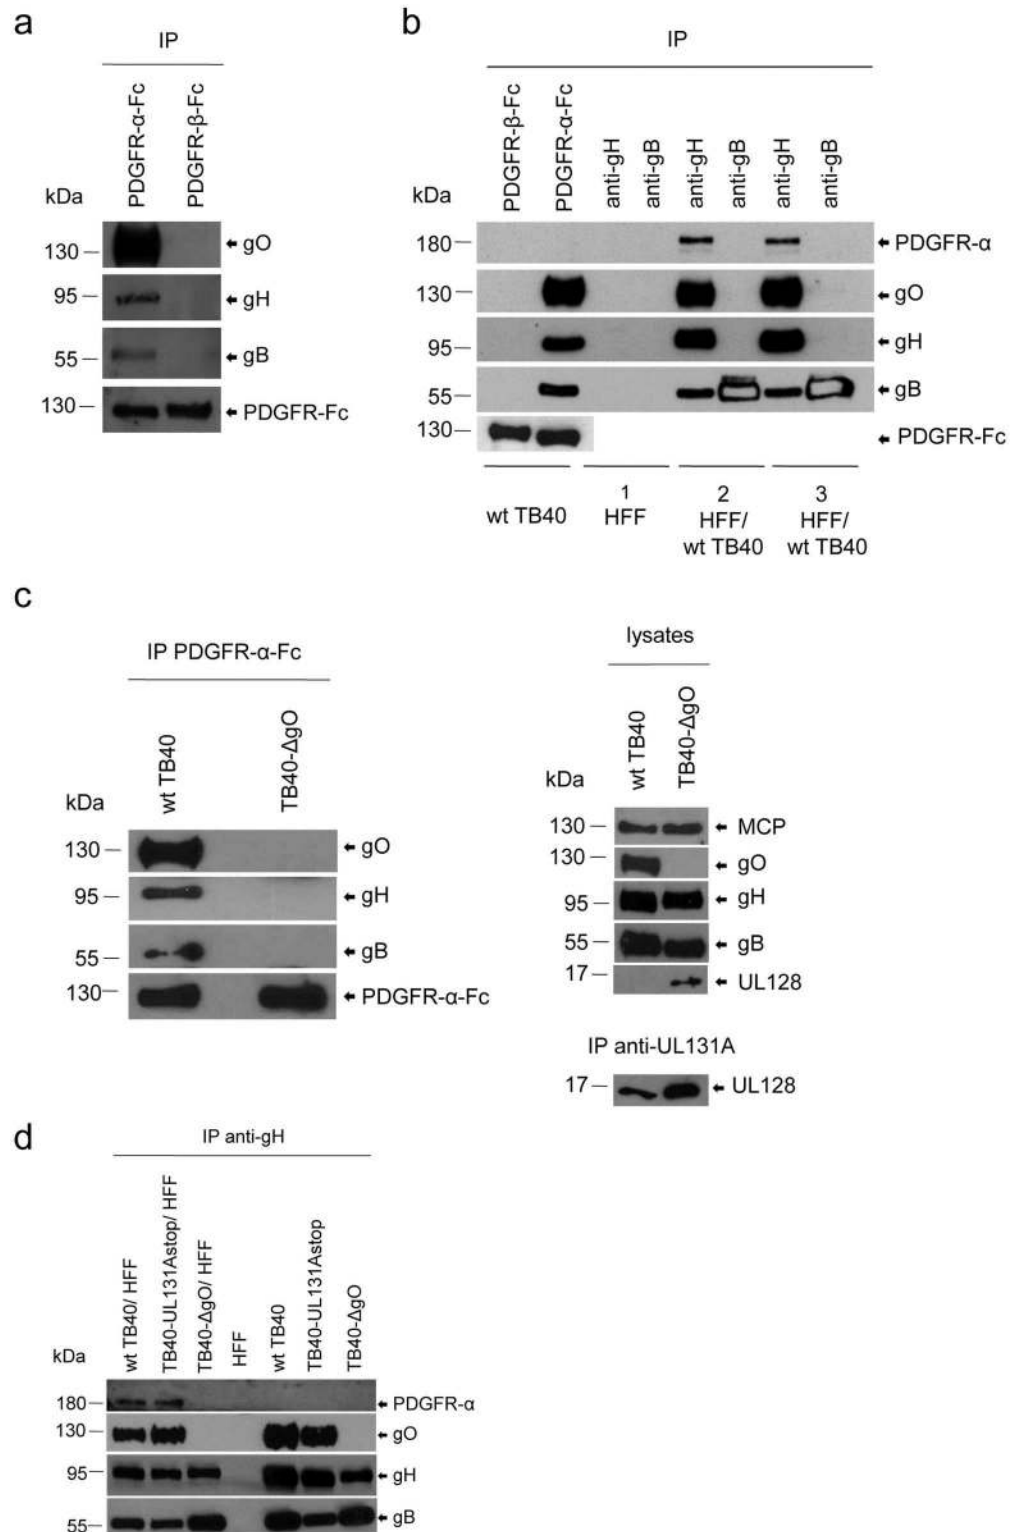 a
IP
PDGFR-α-Fc
PDGFR-β-Fc
kDa
130
gO
95
gH
55
gB
130
PDGFR-Fc
b
IP
PDGFR-β-Fc
PDGFR-α-Fc
anti-gH
anti-gB
anti-gH
anti-gB
anti-gH
anti-gB
kDa
180
PDGFR-α
130
gO
95
gH
55
gB
130
PDGFR-Fc
wt TB40
1
HFF
2
HFF/
wt TB40
3
HFF/
wt TB40
c
IP PDGFR-α-Fc
wt TB40
TB40-ΔgO
kDa
130
gO
95
gH
55
gB
130
PDGFR-α-Fc
lysates
wt TB40
TB40-ΔgO
kDa
130
MCP
130
gO
95
gH
55
gB
17
UL128
IP anti-UL131A
17
UL128
d
IP anti-gH
wt TB40/ HFF
TB40-UL131Astop/ HFF
TB40-ΔgO/ HFF
HFF
wt TB40
TB40-UL131Astop
TB40-ΔgO
kDa
180
PDGFR-α
130
gO
95
gH
55
gB